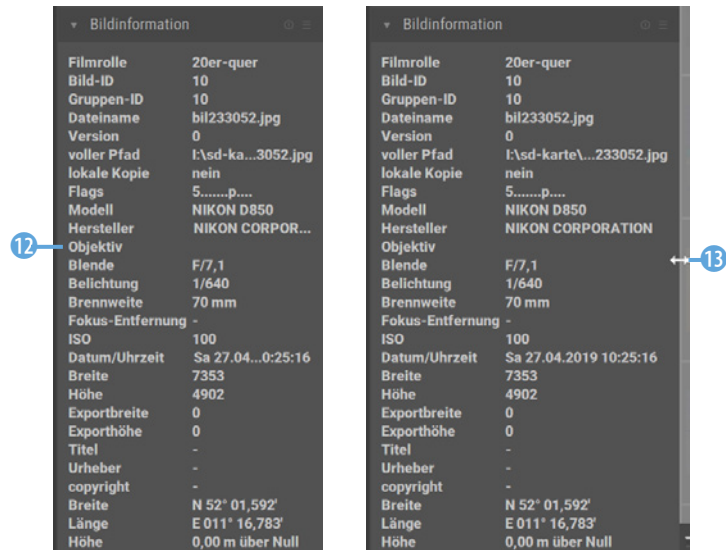 Bildinformation
Filmrolle 20er-quer
Bild-ID 10
Gruppen-ID 10
Dateiname bil233052.jpg
Version 0
voller Pfad I:\sd-ka...3052.jpg
lokale Kopie nein
Flags 5.......p....
Modell NIKON D850
Hersteller NIKON CORPOR...
12 Objektiv
Blende F/7,1
Belichtung 1/640
Brennweite 70 mm
Fokus-Entfernung -
ISO 100
Datum/Uhrzeit Sa 27.04...0:25:16
Breite 7353
Höhe 4902
Exportbreite 0
Exporthöhe 0
Titel -
Urheber -
copyright -
Breite N 52° 01,592'
Länge E 011° 16,783'
Höhe 0,00 m über Null
Bildinformation
Filmrolle 20er-quer
Bild-ID 10
Gruppen-ID 10
Dateiname bil233052.jpg
Version 0
voller Pfad I:\sd-karte\...233052.jpg
lokale Kopie nein
Flags 5.......p....
Modell NIKON D850
Hersteller NIKON CORPORATION
Objektiv
Blende F/7,1 13
Belichtung 1/640
Brennweite 70 mm
Fokus-Entfernung -
ISO 100
Datum/Uhrzeit Sa 27.04.2019 10:25:16
Breite 7353
Höhe 4902
Exportbreite 0
Exporthöhe 0
Titel -
Urheber -
copyright -
Breite N 52° 01,592'
Länge E 011° 16,783'
Höhe 0,00 m über Null